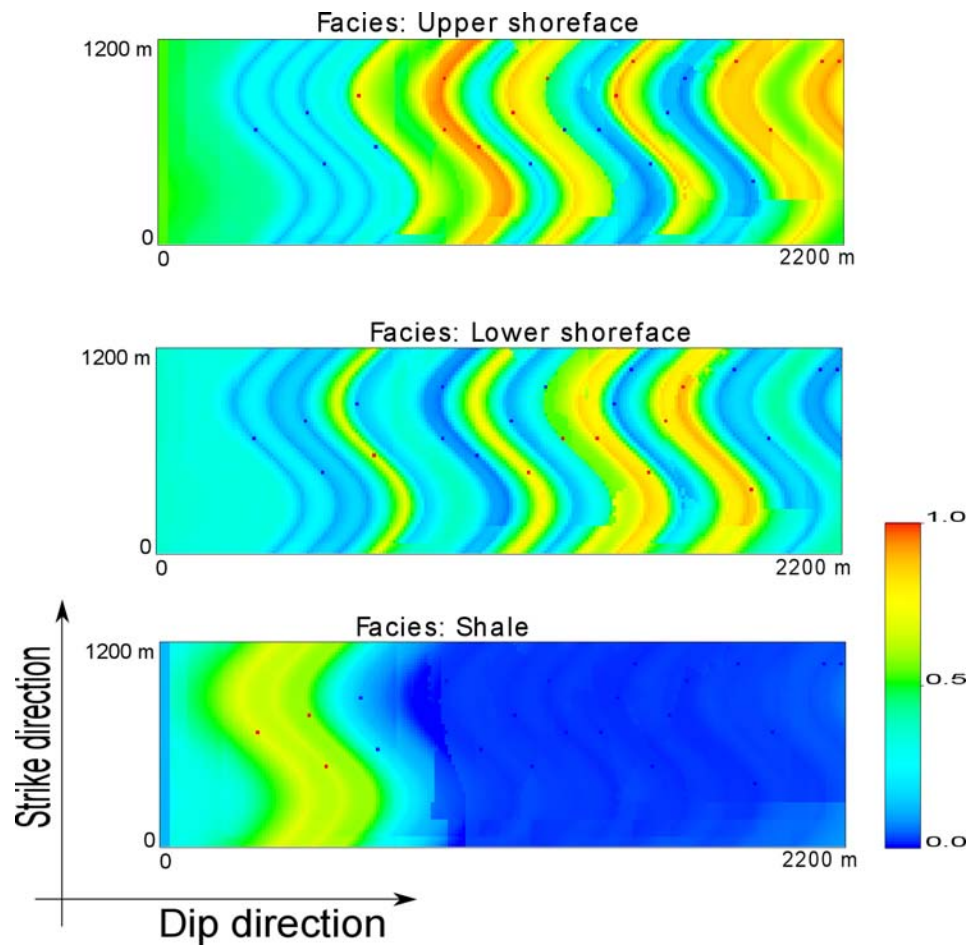 Facies: Upper shoreface
1200 m
0
0
2200 m
Facies: Lower shoreface
1200 m
0
0
2200 m
1.0
0.5
0.0
Facies: Shale
1200 m
0
0
2200 m
Strike direction
Dip direction